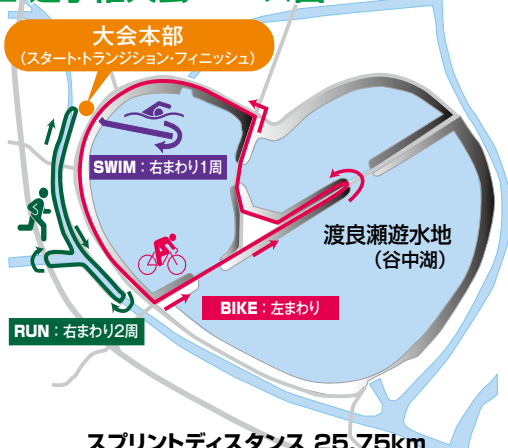 大会本部
（スタート・トランジション・フィニッシュ）
SWIM：右まわり1周
渡良瀬遊水地
（谷中湖）
BIKE：左まわり
RUN：右まわり2周
スプリントディスタンス 25.75km